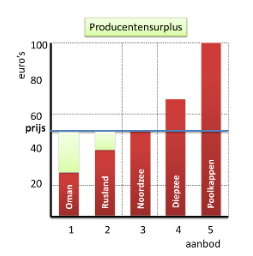 Producentensurplus
euro's
100
80
60
prijs
40
20
Oman
Rusland
Noordzee
Diepzee
Poolkappen
1 2 3 4 5
aanbod